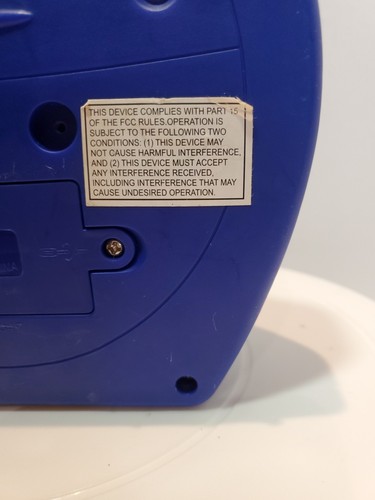 THIS DEVICE COMPLIES WITH PART 15
OF THE FCC RULES.OPERATION IS
SUBJECT TO THE FOLLOWING TWO
CONDITIONS: (1) THIS DEVICE MAY
NOT CAUSE HARMFUL INTERFERENCE,
AND (2) THIS DEVICE MUST ACCEPT
ANY INTERFERENCE RECEIVED,
INCLUDING INTERFERENCE THAT MAY
CAUSE UNDESIRED OPERATION.